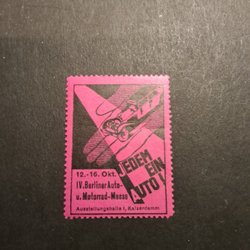 JEDEM
EIN
AUTO!
12.-16. Okt.
IV. Berliner Auto-
u. Motorrad-Messe
Ausstellungshalle I, Kaiserdamm